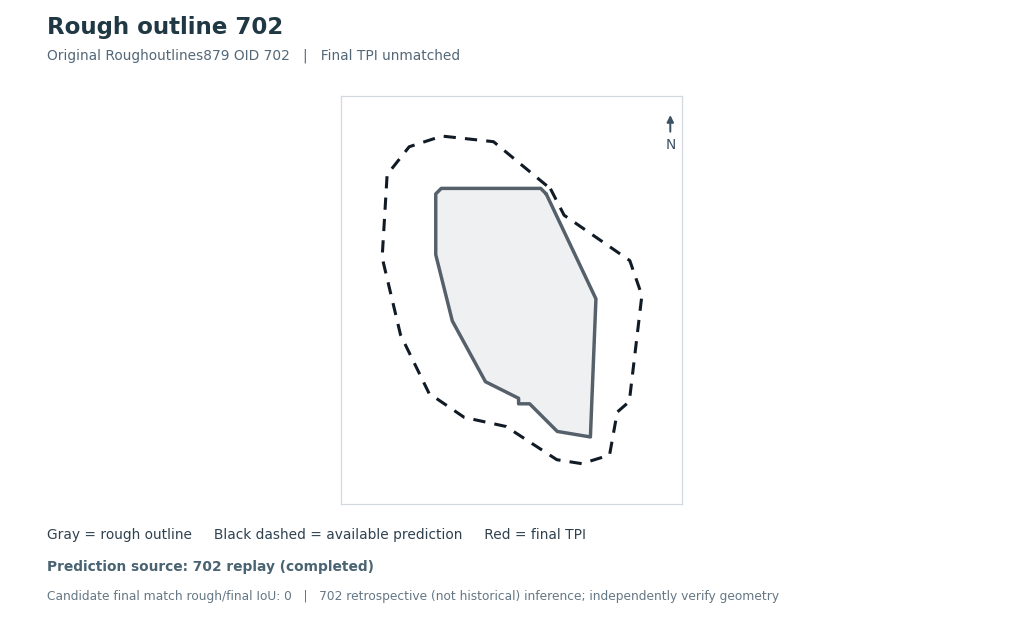 Rough outline 702
Original Roughoutlines879 OID 702   |   Final TPI unmatched
N
Gray = rough outline     Black dashed = available prediction     Red = final TPI
Prediction source: 702 replay (completed)
Candidate final match rough/final IoU: 0   |   702 retrospective (not historical) inference; independently verify geometry